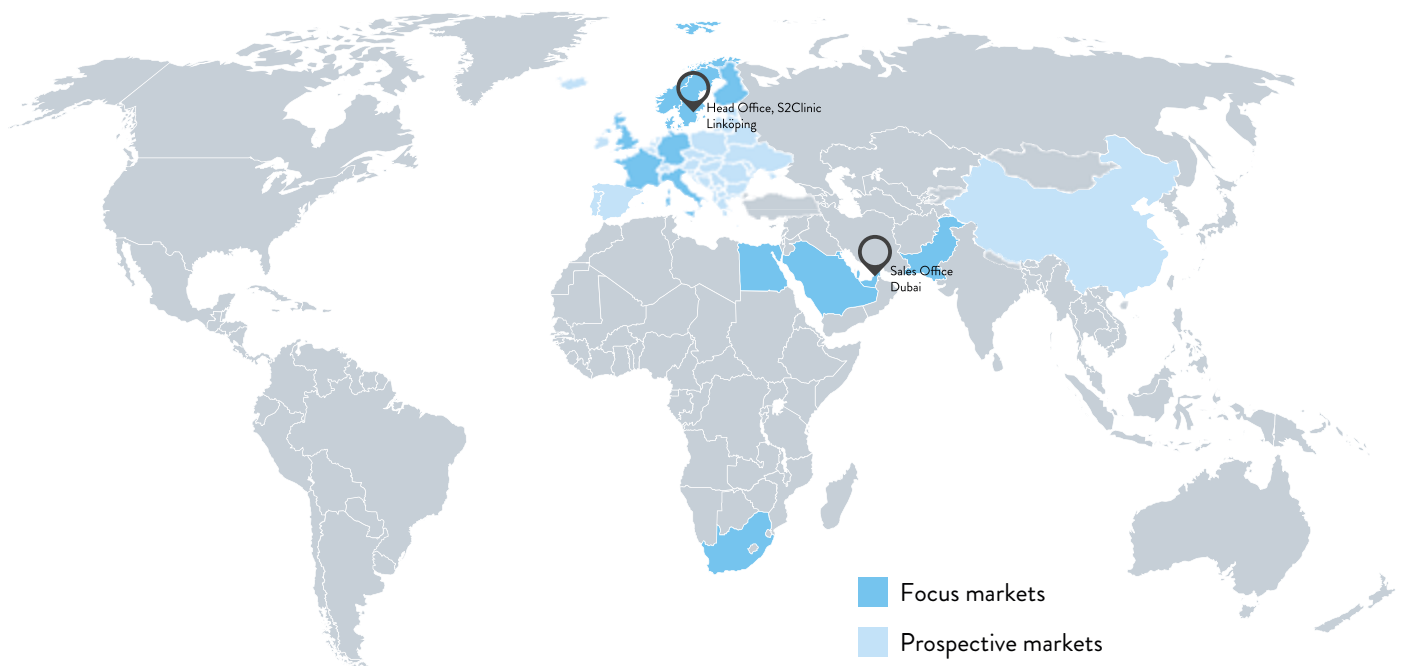 Head Office, S2Clinic
Linköping
Sales Office
Dubai
Focus markets
Prospective markets